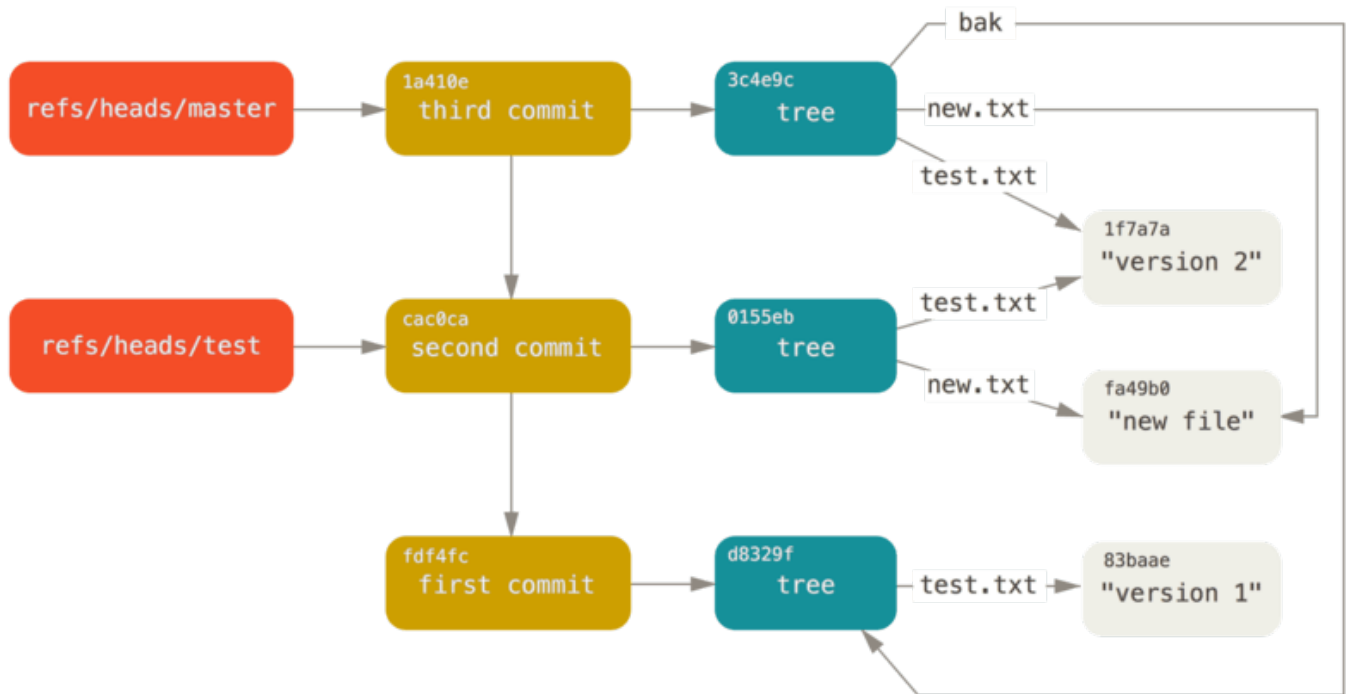 bak
refs/heads/master
1a410e
third commit
3c4e9c
tree
new.txt
test.txt
1f7a7a
"version 2"
refs/heads/test
cac0ca
second commit
0155eb
tree
test.txt
new.txt
fa49b0
"new file"
fdf4fc
first commit
d8329f
tree
test.txt
83baae
"version 1"